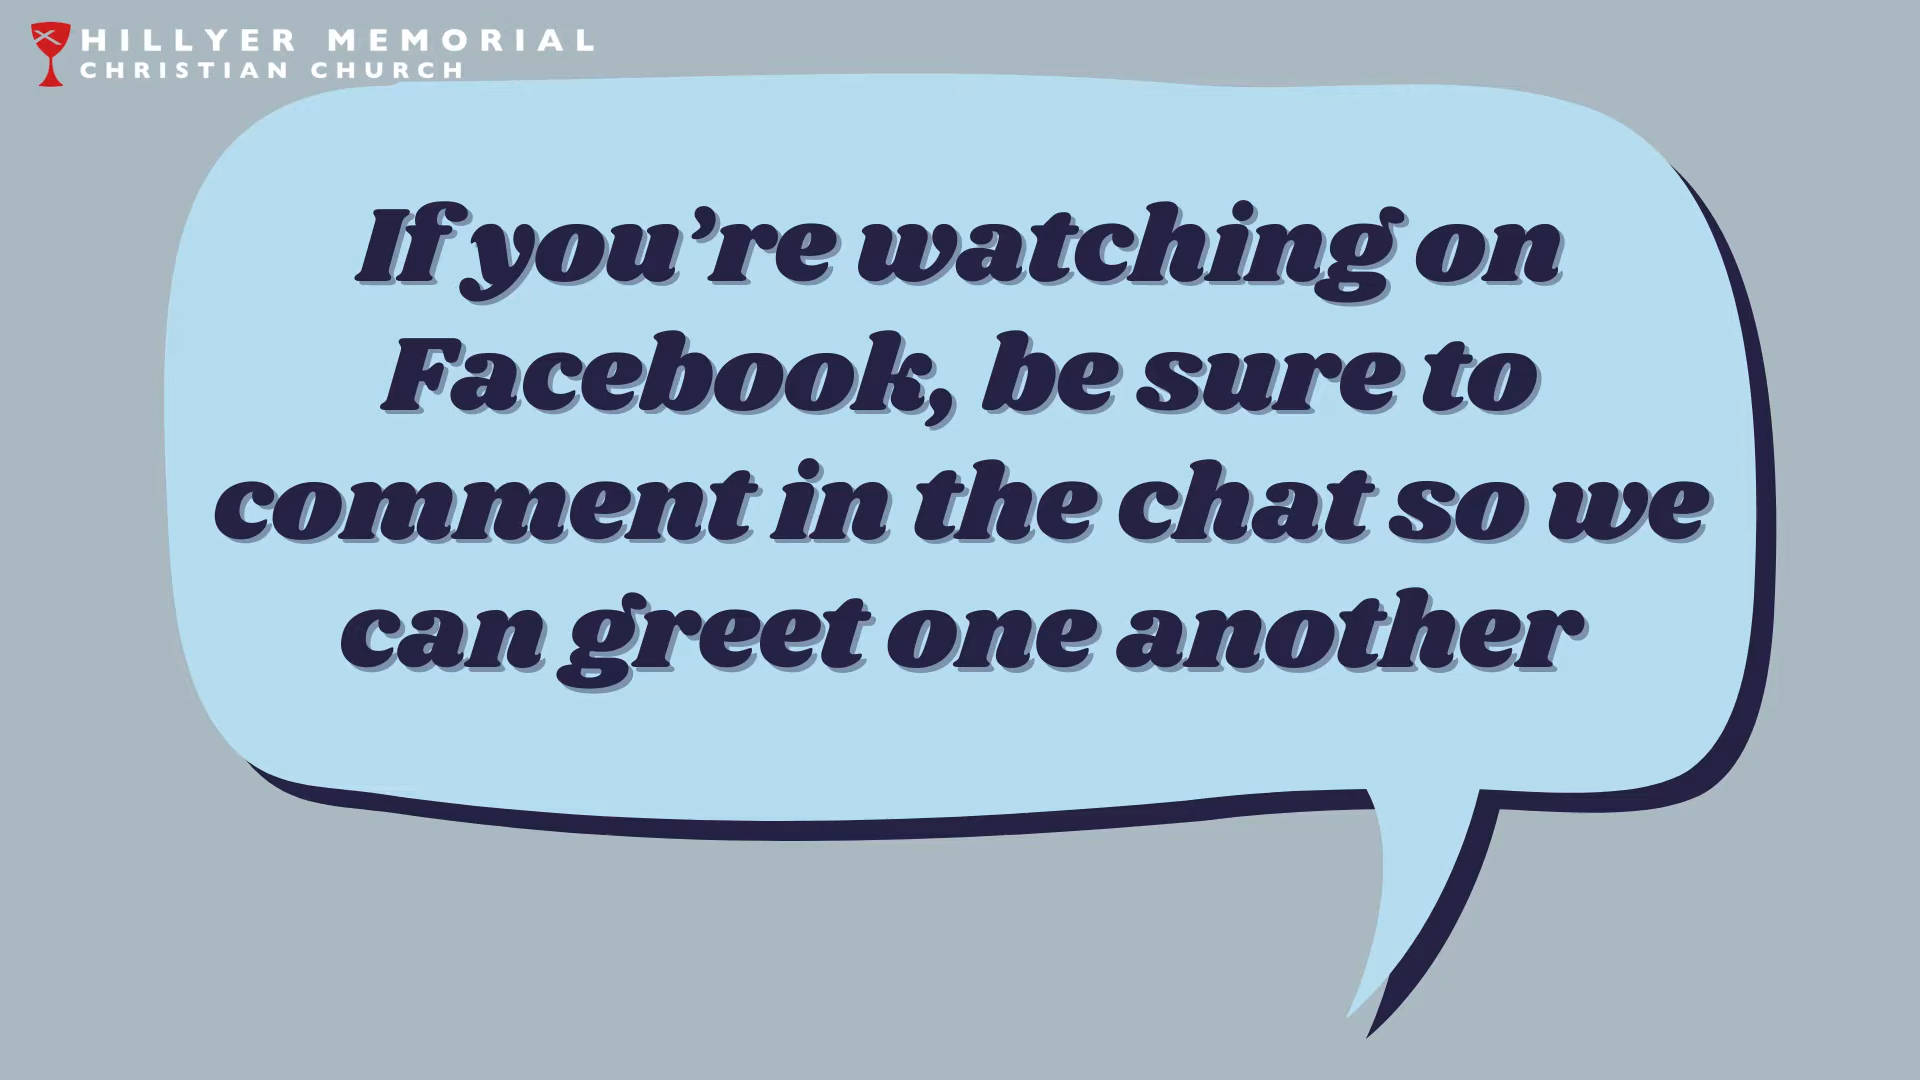 HILLYER MEMORIAL
CHRISTIAN CHURCH
If you’re watching on
Facebook, be sure to
comment in the chat so we
can greet one another